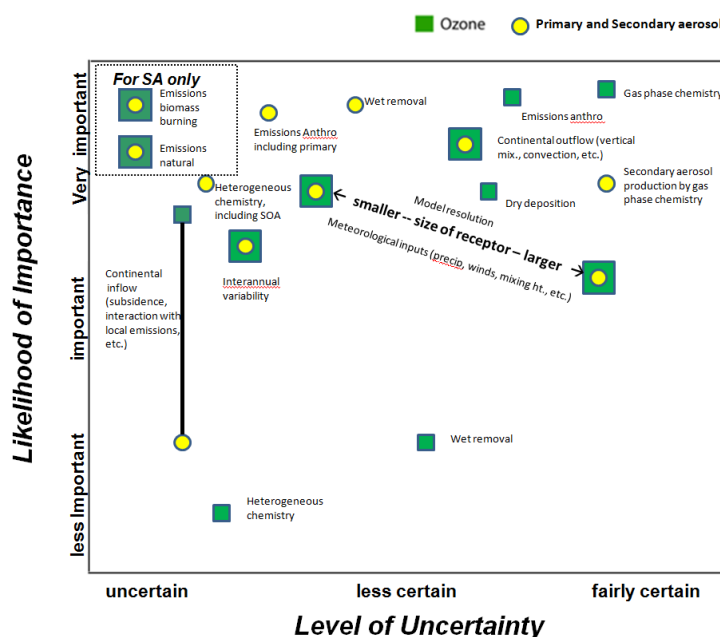 Ozone
Primary and Secondary aerosol
For SA only
Emissions
biomass
burning
Emissions
natural
Wet removal
Emissions Anthro
including primary
Emissions anthro
Gas phase chemistry
Continental outflow (vertical
mix., convection, etc.)
Secondary aerosol
production by gas
phase chemistry
Heterogeneous
chemistry,
including SOA
Dry deposition
Model resolution
smaller -- size of receptor -- larger
Meteorological inputs (precip, winds, mixing ht., etc.)
Interannual
variability
Continental
inflow
(subsidence,
interaction with
local emissions,
etc.)
Wet removal
Heterogeneous
chemistry
Likelihood of Importance
Very important
important
less Important
uncertain
less certain
fairly certain
Level of Uncertainty